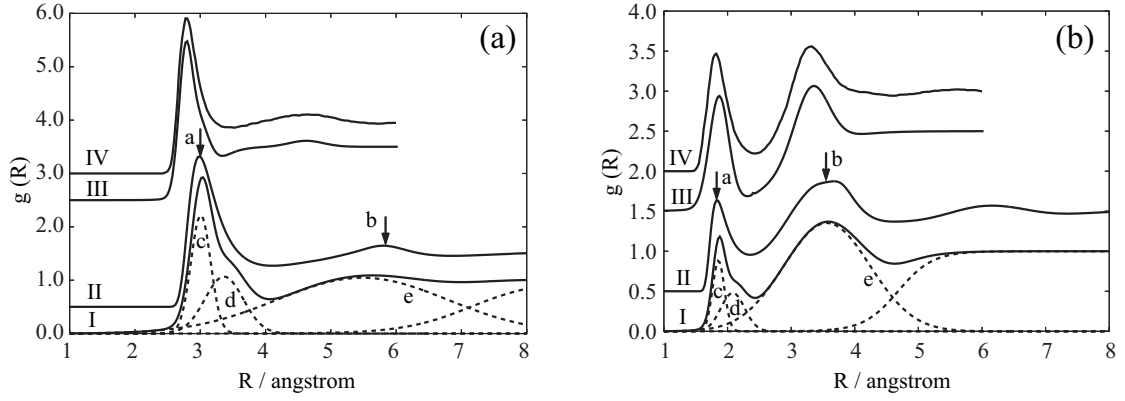 (a)
6.0
5.0
4.0
3.0
2.0
1.0
0.0
g (R)
IV
III
II
I
a
b
c
d
e
1 2 3 4 5 6 7 8
R / angstrom
(b)
4.0
3.5
3.0
2.5
2.0
1.5
1.0
0.5
0.0
g (R)
IV
III
II
I
a
b
c
d
e
1 2 3 4 5 6 7 8
R / angstrom